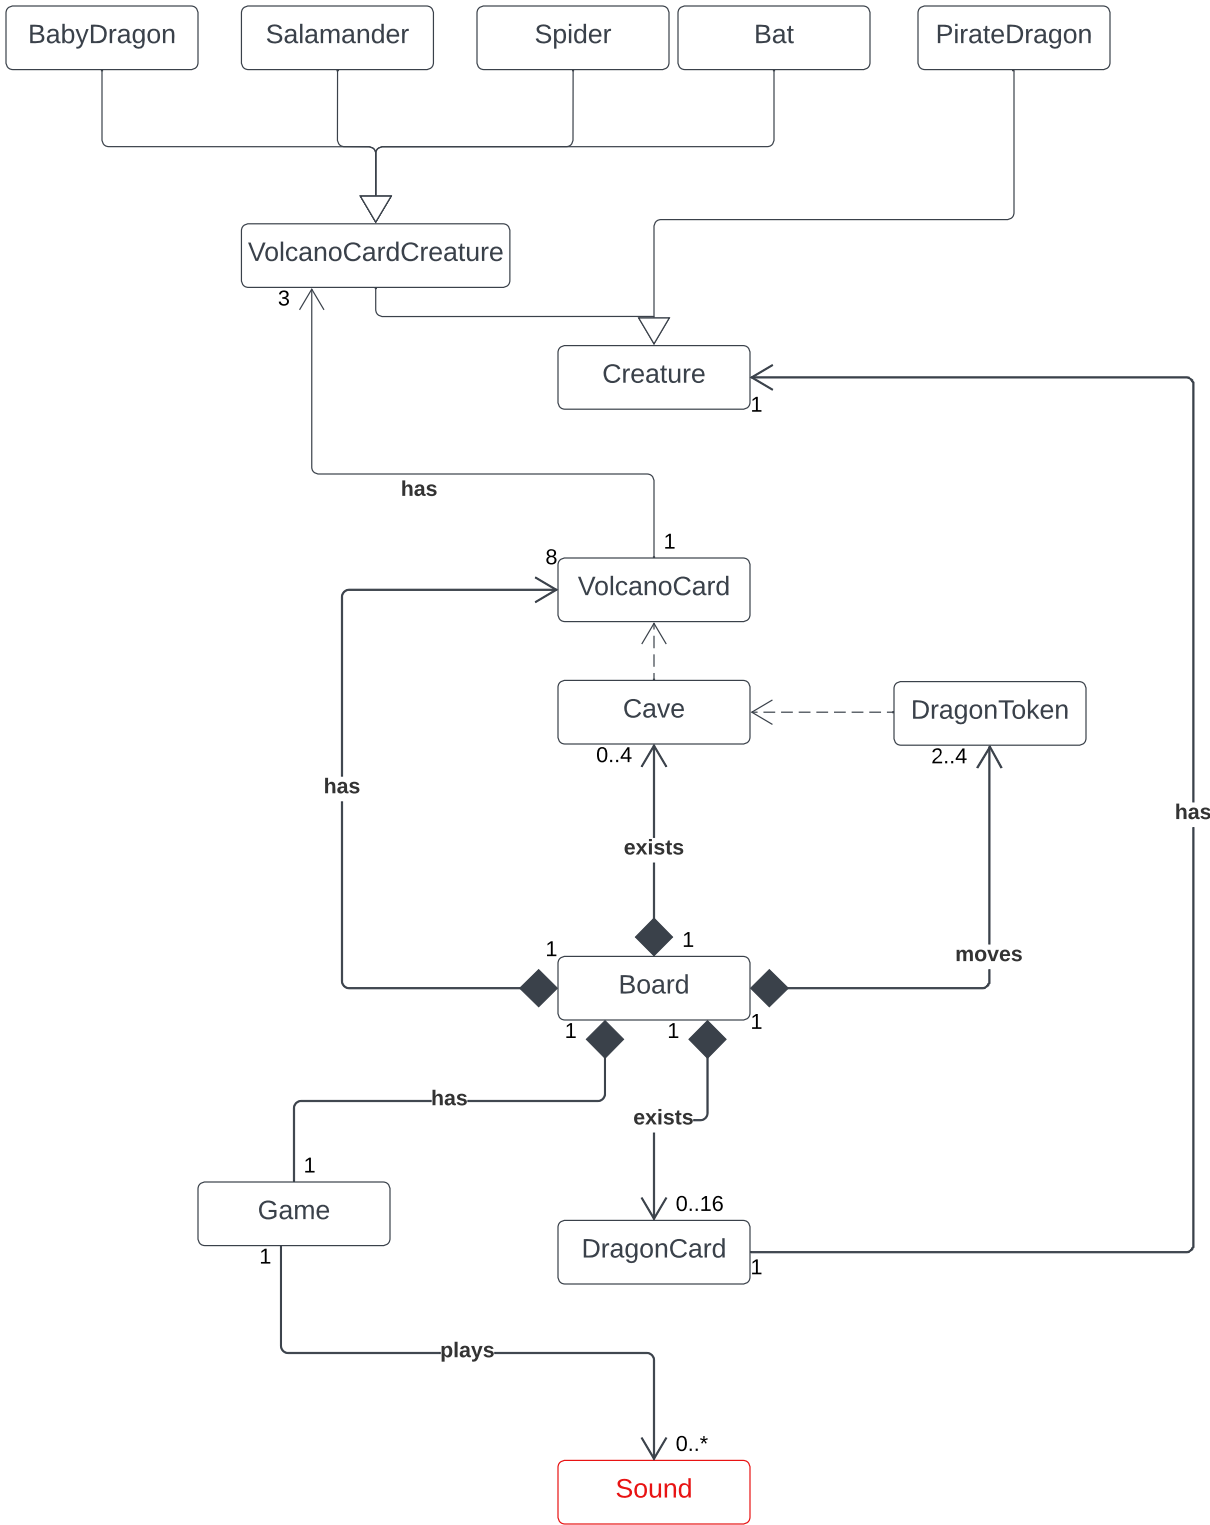 BabyDragon
Salamander
Spider
Bat
PirateDragon
VolcanoCardCreature
3
Creature
1
has
1
8
VolcanoCard
Cave
DragonToken
0..4
2..4
has
has
exists
1
1
moves
Board
1
1
1
has
exists
1
0..16
Game
DragonCard
1
1
plays
0..*
Sound